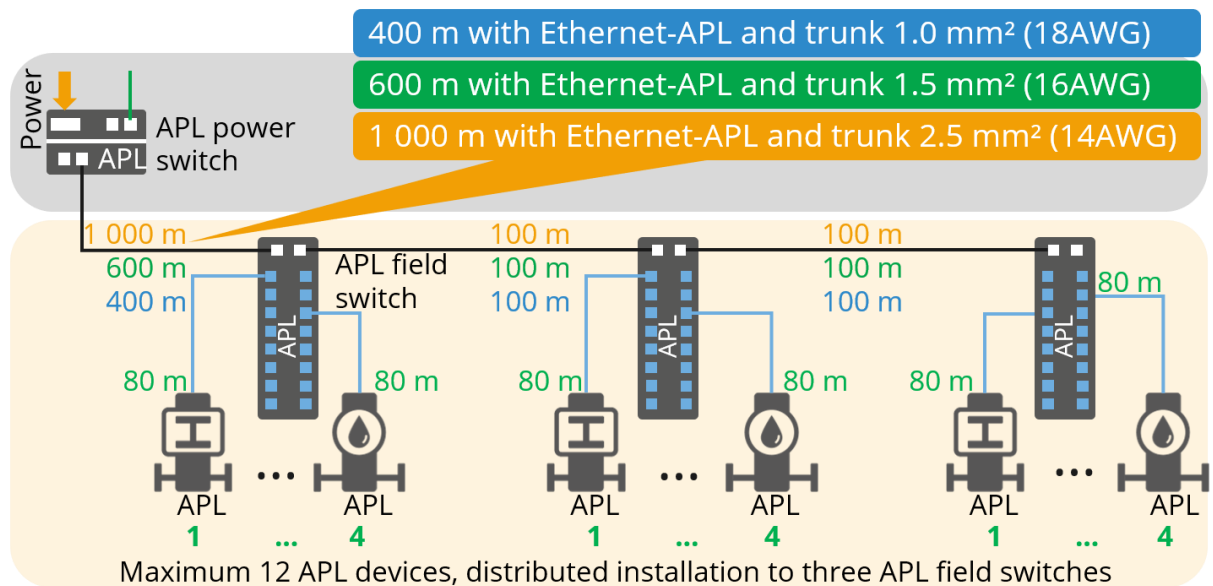 400 m with Ethernet-APL and trunk 1.0 mm² (18AWG)
600 m with Ethernet-APL and trunk 1.5 mm² (16AWG)
1 000 m with Ethernet-APL and trunk 2.5 mm² (14AWG)
Power
APL power
switch
APL
1 000 m
600 m
400 m
APL field
switch
100 m
100 m
100 m
100 m
100 m
100 m
APL
APL
APL
80 m
80 m
80 m
80 m
80 m
80 m
APL
APL
APL
APL
APL
APL
1 ... 4
1 ... 4
1 ... 4
Maximum 12 APL devices, distributed installation to three APL field switches